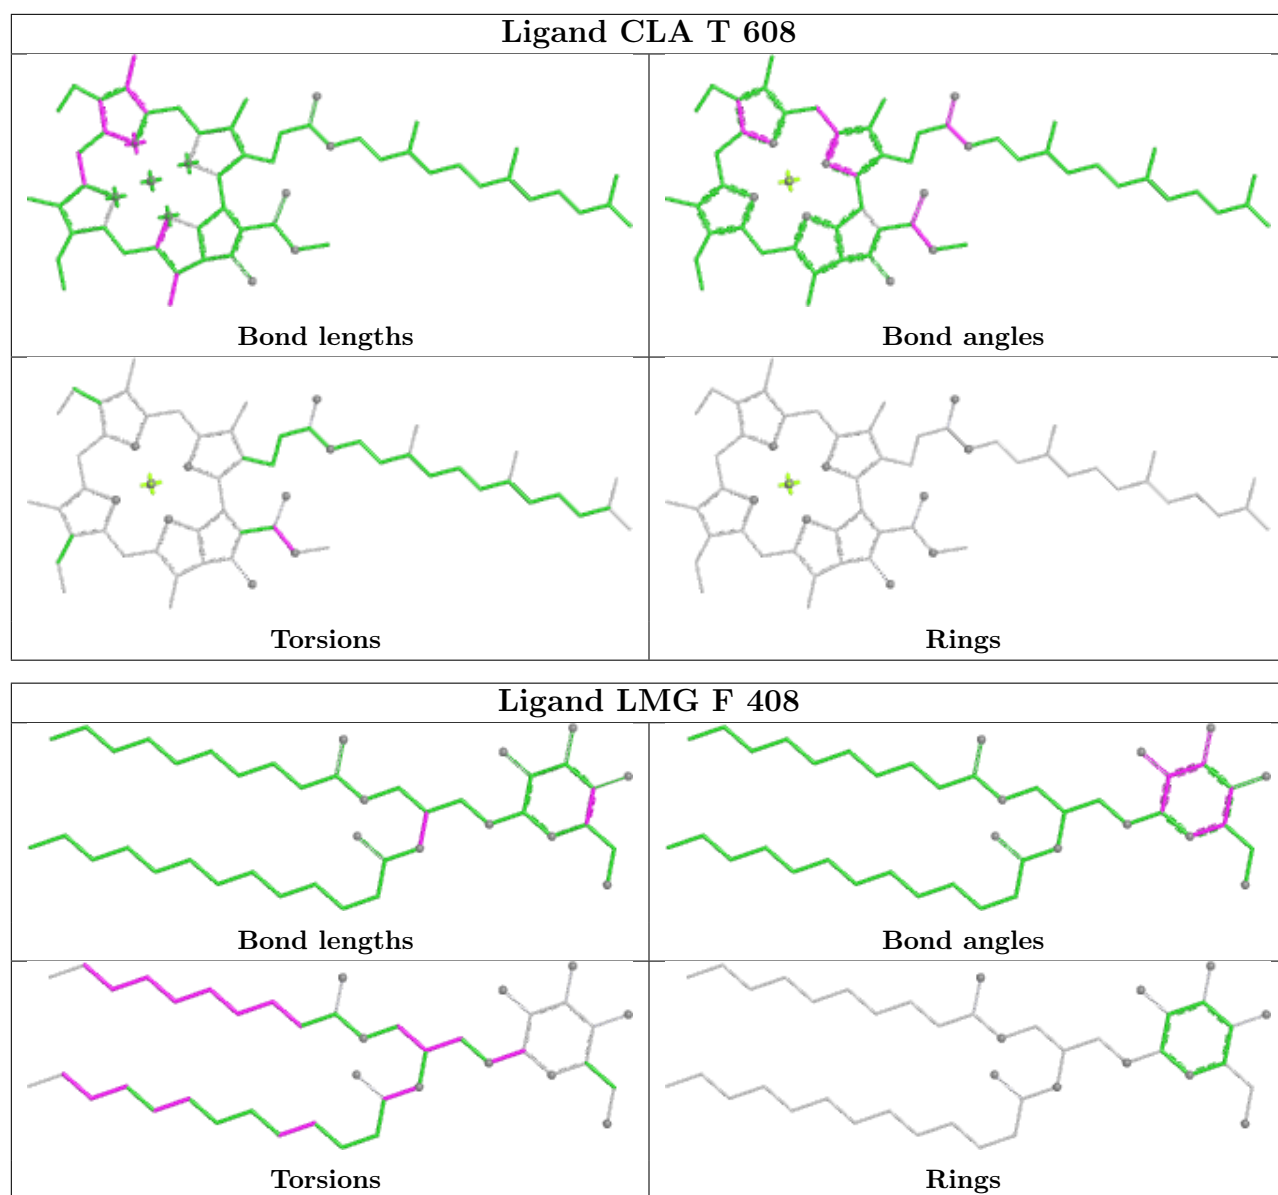 Ligand CLA T 608
Bond lengths
Bond angles
Torsions
Rings
Ligand LMG F 408
Bond lengths
Bond angles
Torsions
Rings